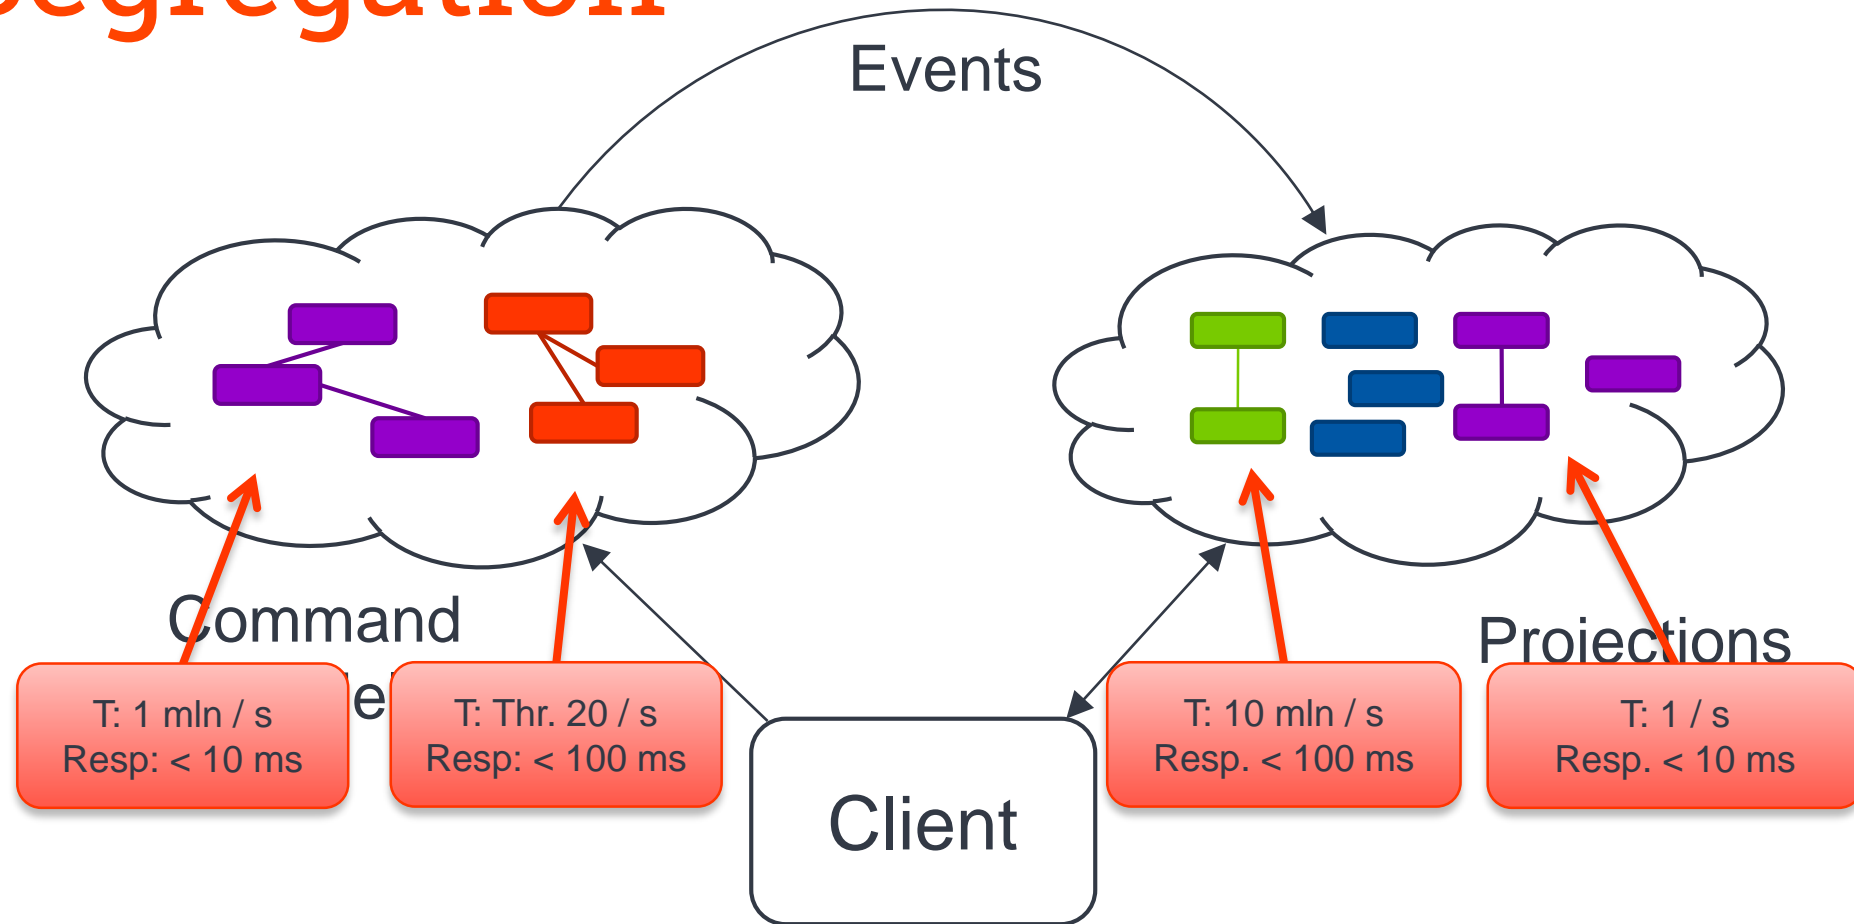 segregation
Events
Command
Projections
T: 1 mln / s
Resp: < 10 ms
T: Thr. 20 / s
Resp: < 100 ms
T: 10 mln / s
Resp. < 100 ms
T: 1 / s
Resp. < 10 ms
Client